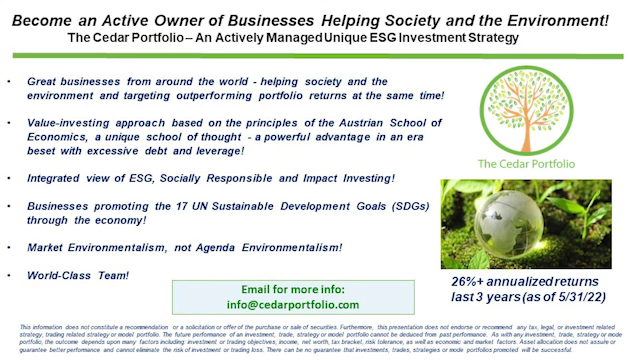 Become an Active Owner of Businesses Helping Society and the Environment!
The Cedar Portfolio – An Actively Managed Unique ESG Investment Strategy
• Great businesses from around the world - helping society and the
environment and targeting outperforming portfolio returns at the same time!
• Value-investing approach based on the principles of the Austrian School of
Economics, a unique school of thought - a powerful advantage in an era
beset with excessive debt and leverage!
• Integrated view of ESG, Socially Responsible and Impact Investing!
• Businesses promoting the 17 UN Sustainable Development Goals (SDGs)
through the economy!
• Market Environmentalism, not Agenda Environmentalism!
• World-Class Team!
Email for more info:
info@cedarportfolio.com
The Cedar Portfolio
26%+ annualized returns
last 3 years (as of 5/31/22)
This information does not constitute a recommendation or a solicitation or offer of the purchase or sale of securities. Furthermore, this presentation does not endorse or recommend any tax, legal, or investment related
strategy, trading related strategy or model portfolio. The future performance of an investment, trade, strategy or model portfolio cannot be deduced from past performance. As with any investment, trade, strategy, or model
portfolio, the outcome depends upon many factors including: investment or trading objectives, income, net worth, tax bracket, risk tolerance, as well as economic and market factors. Asset allocation does not assure or
guarantee better performance and cannot eliminate the risk of investment or trading loss. There can be no guarantee that investments, trades, strategies or mode portfolios promoted will be successful.